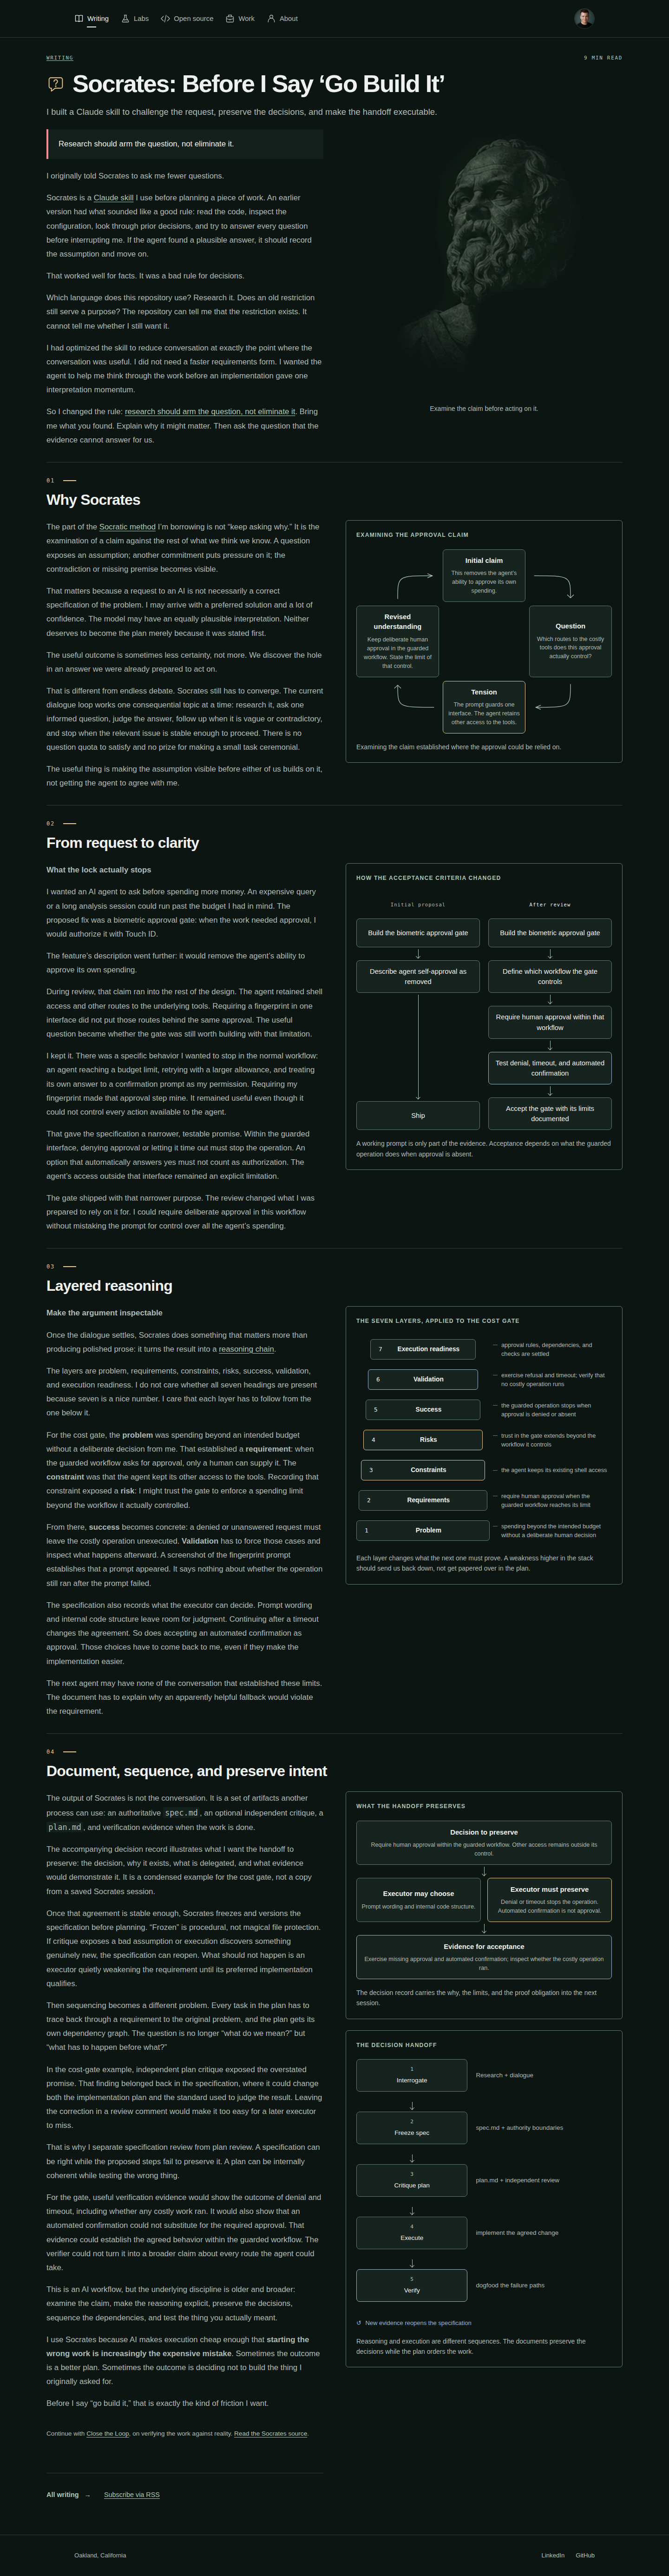 Writing
Labs
Open source
Work
About
WRITING
9 MIN READ
Socrates: Before I Say ‘Go Build It’
I built a Claude skill to challenge the request, preserve the decisions, and make the handoff executable.
Research should arm the question, not eliminate it.
I originally told Socrates to ask me fewer questions.
Socrates is a Claude skill I use before planning a piece of work. An earlier
version had what sounded like a good rule: read the code, inspect the
configuration, look through prior decisions, and try to answer every question
before interrupting me. If the agent found a plausible answer, it should record
the assumption and move on.
That worked well for facts. It was a bad rule for decisions.
Which language does this repository use? Research it. Does an old restriction
still serve a purpose? The repository can tell me that the restriction exists. It
cannot tell me whether I still want it.
I had optimized the skill to reduce conversation at exactly the point where the
conversation was useful. I did not need a faster requirements form. I wanted the
agent to help me think through the work before an implementation gave one
interpretation momentum.
So I changed the rule: research should arm the question, not eliminate it. Bring
me what you found. Explain why it might matter. Then ask the question that the
evidence cannot answer for us.
Examine the claim before acting on it.
01
Why Socrates
The part of the Socratic method I’m borrowing is not “keep asking why.” It is the
examination of a claim against the rest of what we think we know. A question
exposes an assumption; another commitment puts pressure on it; the
contradiction or missing premise becomes visible.
That matters because a request to an AI is not necessarily a correct
specification of the problem. I may arrive with a preferred solution and a lot of
confidence. The model may have an equally plausible interpretation. Neither
deserves to become the plan merely because it was stated first.
The useful outcome is sometimes less certainty, not more. We discover the hole
in an answer we were already prepared to act on.
That is different from endless debate. Socrates still has to converge. The current
dialogue loop works one consequential topic at a time: research it, ask one
informed question, judge the answer, follow up when it is vague or contradictory,
and stop when the relevant issue is stable enough to proceed. There is no
question quota to satisfy and no prize for making a small task ceremonial.
The useful thing is making the assumption visible before either of us builds on it,
not getting the agent to agree with me.
EXAMINING THE APPROVAL CLAIM
Initial claim
This removes the agent’s
ability to approve its own
spending.
Revised
understanding
Keep deliberate human
approval in the guarded
workflow. State the limit of
that control.
Question
Which routes to the costly
tools does this approval
actually control?
Tension
The prompt guards one
interface. The agent retains
other access to the tools.
Examining the claim established where the approval could be relied on.
02
From request to clarity
What the lock actually stops
I wanted an AI agent to ask before spending more money. An expensive query
or a long analysis session could run past the budget I had in mind. The
proposed fix was a biometric approval gate: when the work needed approval, I
would authorize it with Touch ID.
The feature’s description went further: it would remove the agent’s ability to
approve its own spending.
During review, that claim ran into the rest of the design. The agent retained shell
access and other routes to the underlying tools. Requiring a fingerprint in one
interface did not put those routes behind the same approval. The useful
question became whether the gate was still worth building with that limitation.
I kept it. There was a specific behavior I wanted to stop in the normal workflow:
an agent reaching a budget limit, retrying with a larger allowance, and treating
its own answer to a confirmation prompt as my permission. Requiring my
fingerprint made that approval step mine. It remained useful even though it
could not control every action available to the agent.
That gave the specification a narrower, testable promise. Within the guarded
interface, denying approval or letting it time out must stop the operation. An
option that automatically answers yes must not count as authorization. The
agent’s access outside that interface remained an explicit limitation.
The gate shipped with that narrower purpose. The review changed what I was
prepared to rely on it for. I could require deliberate approval in this workflow
without mistaking the prompt for control over all the agent’s spending.
HOW THE ACCEPTANCE CRITERIA CHANGED
Initial proposal
After review
Build the biometric approval gate
Build the biometric approval gate
Describe agent self-approval as
removed
Define which workflow the gate
controls
Require human approval within that
workflow
Test denial, timeout, and automated
confirmation
Ship
Accept the gate with its limits
documented
A working prompt is only part of the evidence. Acceptance depends on what the guarded
operation does when approval is absent.
03
Layered reasoning
Make the argument inspectable
Once the dialogue settles, Socrates does something that matters more than
producing polished prose: it turns the result into a reasoning chain.
The layers are problem, requirements, constraints, risks, success, validation,
and execution readiness. I do not care whether all seven headings are present
because seven is a nice number. I care that each layer has to follow from the
one below it.
For the cost gate, the problem was spending beyond an intended budget
without a deliberate decision from me. That established a requirement: when
the guarded workflow asks for approval, only a human can supply it. The
constraint was that the agent kept its other access to the tools. Recording that
constraint exposed a risk: I might trust the gate to enforce a spending limit
beyond the workflow it actually controlled.
From there, success becomes concrete: a denied or unanswered request must
leave the costly operation unexecuted. Validation has to force those cases and
inspect what happens afterward. A screenshot of the fingerprint prompt
establishes that a prompt appeared. It says nothing about whether the operation
still ran after the prompt failed.
The specification also records what the executor can decide. Prompt wording
and internal code structure leave room for judgment. Continuing after a timeout
changes the agreement. So does accepting an automated confirmation as
approval. Those choices have to come back to me, even if they make the
implementation easier.
The next agent may have none of the conversation that established these limits.
The document has to explain why an apparently helpful fallback would violate
the requirement.
THE SEVEN LAYERS, APPLIED TO THE COST GATE
7 Execution readiness
approval rules, dependencies, and
checks are settled
6 Validation
exercise refusal and timeout; verify that
no costly operation runs
5 Success
the guarded operation stops when
approval is denied or absent
4 Risks
trust in the gate extends beyond the
workflow it controls
3 Constraints
the agent keeps its existing shell access
2 Requirements
require human approval when the
guarded workflow reaches its limit
1 Problem
spending beyond the intended budget
without a deliberate human decision
Each layer changes what the next one must prove. A weakness higher in the stack
should send us back down, not get papered over in the plan.
04
Document, sequence, and preserve intent
The output of Socrates is not the conversation. It is a set of artifacts another
process can use: an authoritative spec.md, an optional independent critique, a
plan.md, and verification evidence when the work is done.
The accompanying decision record illustrates what I want the handoff to
preserve: the decision, why it exists, what is delegated, and what evidence
would demonstrate it. It is a condensed example for the cost gate, not a copy
from a saved Socrates session.
Once that agreement is stable enough, Socrates freezes and versions the
specification before planning. “Frozen” is procedural, not magical file protection.
If critique exposes a bad assumption or execution discovers something
genuinely new, the specification can reopen. What should not happen is an
executor quietly weakening the requirement until its preferred implementation
qualifies.
Then sequencing becomes a different problem. Every task in the plan has to
trace back through a requirement to the original problem, and the plan gets its
own dependency graph. The question is no longer “what do we mean?” but
“what has to happen before what?”
In the cost-gate example, independent plan critique exposed the overstated
promise. That finding belonged back in the specification, where it could change
both the implementation plan and the standard used to judge the result. Leaving
the correction in a review comment would make it too easy for a later executor
to miss.
That is why I separate specification review from plan review. A specification can
be right while the proposed steps fail to preserve it. A plan can be internally
coherent while testing the wrong thing.
For the gate, useful verification evidence would show the outcome of denial and
timeout, including whether any costly work ran. It would also show that an
automated confirmation could not substitute for the required approval. That
evidence could establish the agreed behavior within the guarded workflow. The
verifier could not turn it into a broader claim about every route the agent could
take.
This is an AI workflow, but the underlying discipline is older and broader:
examine the claim, make the reasoning explicit, preserve the decisions,
sequence the dependencies, and test the thing you actually meant.
I use Socrates because AI makes execution cheap enough that starting the
wrong work is increasingly the expensive mistake. Sometimes the outcome
is a better plan. Sometimes the outcome is deciding not to build the thing I
originally asked for.
Before I say “go build it,” that is exactly the kind of friction I want.
Continue with Close the Loop, on verifying the work against reality. Read the Socrates source.
WHAT THE HANDOFF PRESERVES
Decision to preserve
Require human approval within the guarded workflow. Other access remains outside its
control.
Executor may choose
Prompt wording and internal code structure.
Executor must preserve
Denial or timeout stops the operation.
Automated confirmation is not approval.
Evidence for acceptance
Exercise missing approval and automated confirmation; inspect whether the costly operation
ran.
The decision record carries the why, the limits, and the proof obligation into the next
session.
THE DECISION HANDOFF
1
Interrogate
Research + dialogue
2
Freeze spec
spec.md + authority boundaries
3
Critique plan
plan.md + independent review
4
Execute
implement the agreed change
5
Verify
dogfood the failure paths
↺ New evidence reopens the specification
Reasoning and execution are different sequences. The documents preserve the
decisions while the plan orders the work.
All writing →
Subscribe via RSS
Oakland, California
LinkedIn
GitHub